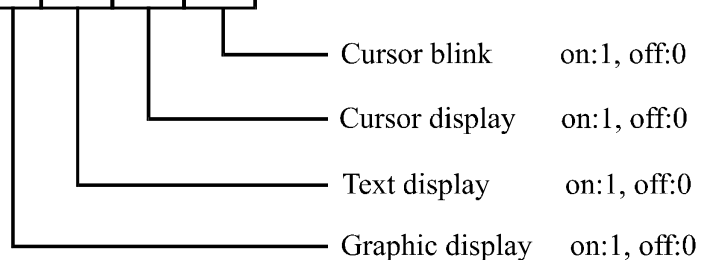 Cursor blink on:1, off:0
Cursor display on:1, off:0
Text display on:1, off:0
Graphic display on:1, off:0